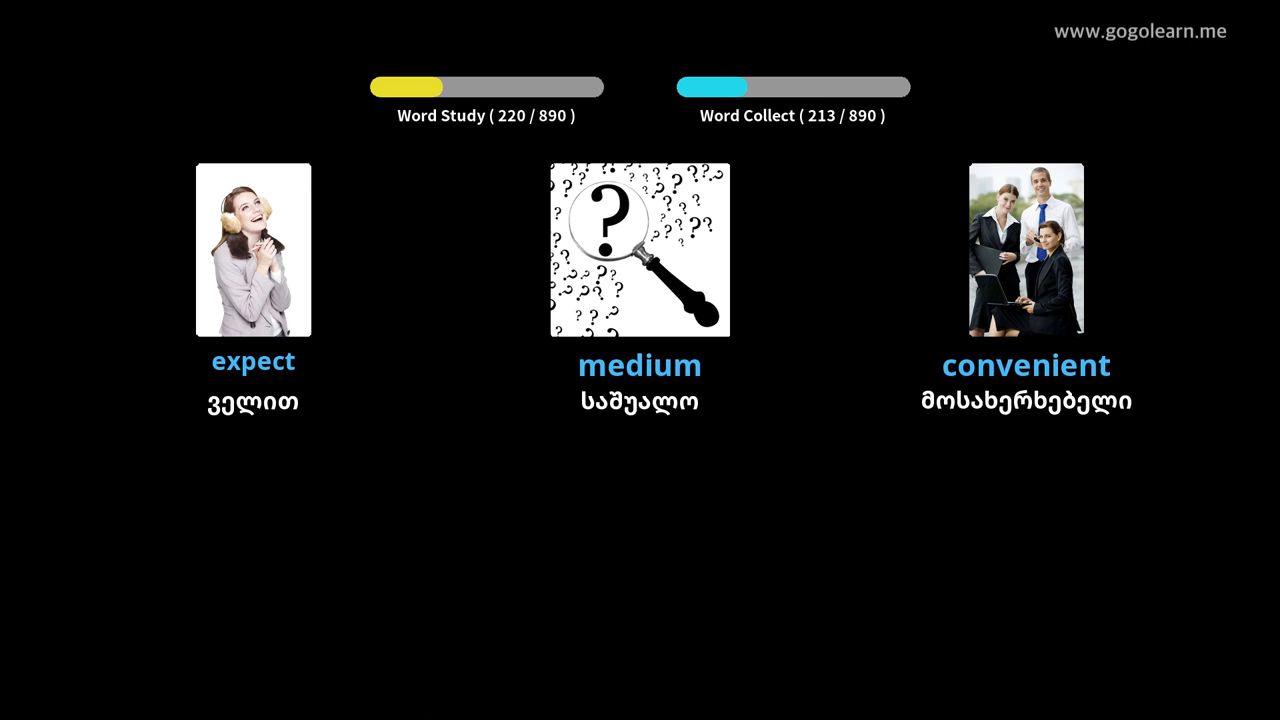 www.gogolearn.me
Word Study ( 220 / 890 )
Word Collect ( 213 / 890 )
expect
medium
convenient
ველით
საშუალო
მოსახერხებელი